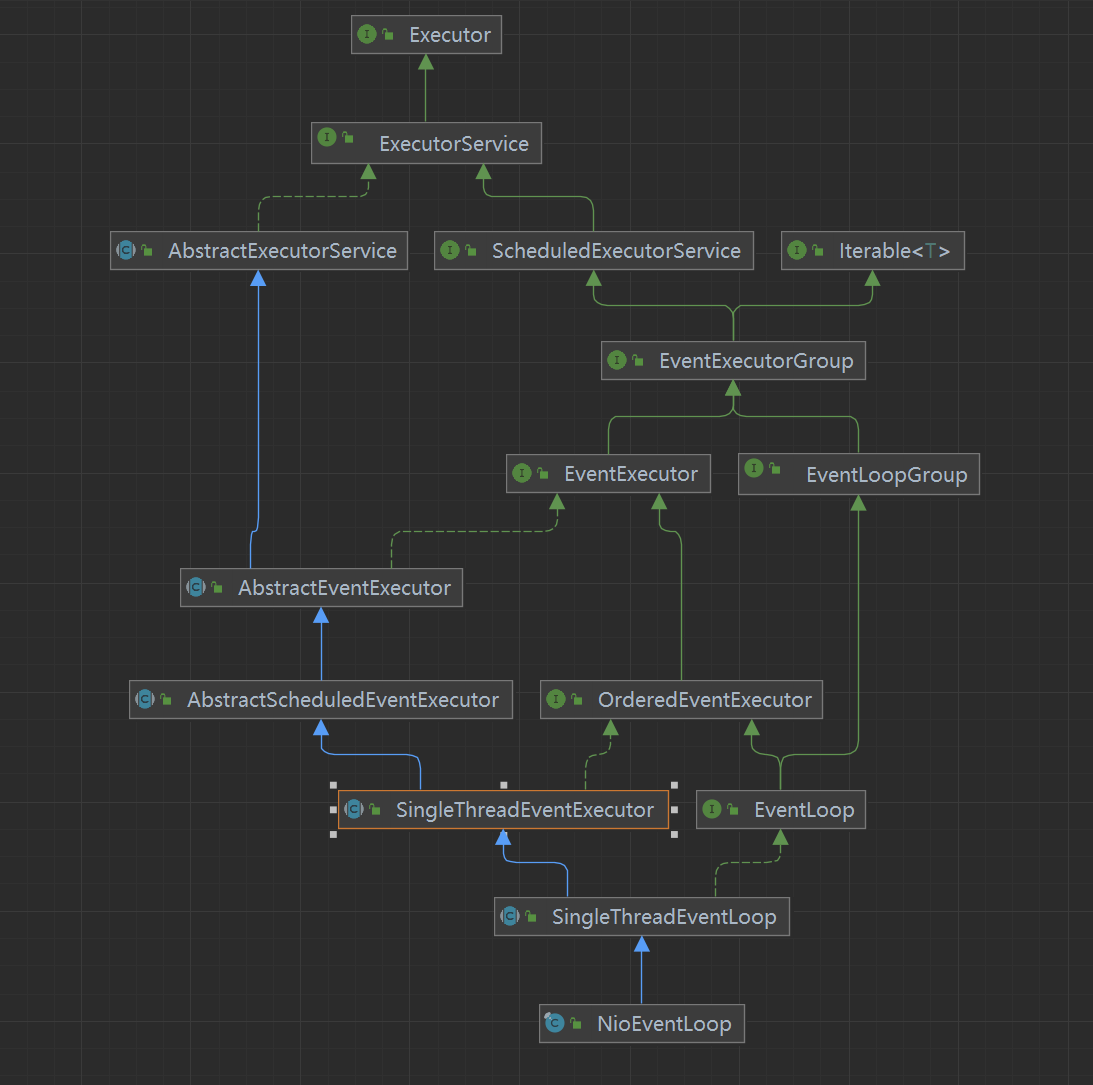 Executor
ExecutorService
AbstractExecutorService
ScheduledExecutorService
Iterable<T>
EventExecutorGroup
EventExecutor
EventLoopGroup
AbstractEventExecutor
AbstractScheduledEventExecutor
OrderedEventExecutor
SingleThreadEventExecutor
EventLoop
SingleThreadEventLoop
NioEventLoop